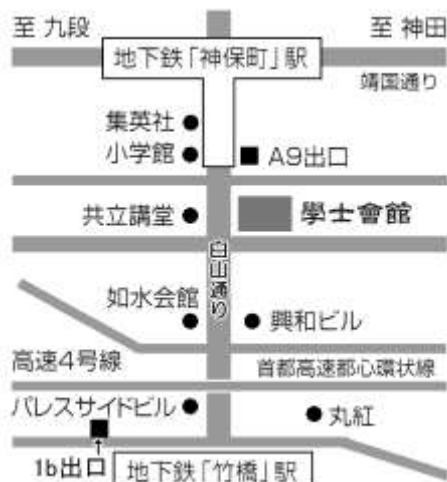 至 九段
至 神田
地下鉄「神保町」駅
靖国通り
集英社
小学館
A9出口
共立講堂
學士會館
白山通り
如水会館
興和ビル
高速4号線
首都高速都心環状線
パレスサイドビル
丸紅
1b出口
地下鉄「竹橋」駅